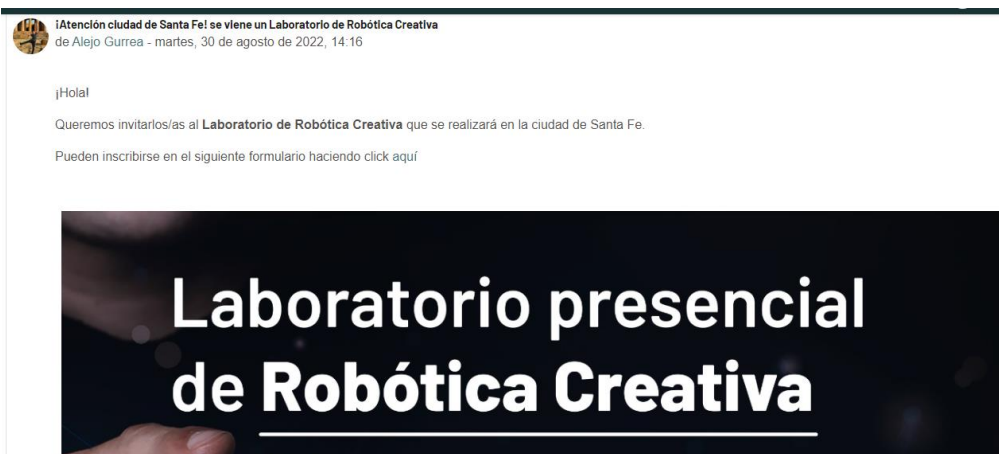 ¡Atención ciudad de Santa Fe! se viene un Laboratorio de Robótica Creativa
de Alejo Gurrea - martes, 30 de agosto de 2022, 14:16
¡Hola!
Queremos invitarlos/as al Laboratorio de Robótica Creativa que se realizará en la ciudad de Santa Fe.
Pueden inscribirse en el siguiente formulario haciendo click aquí
Laboratorio presencial
de Robótica Creativa